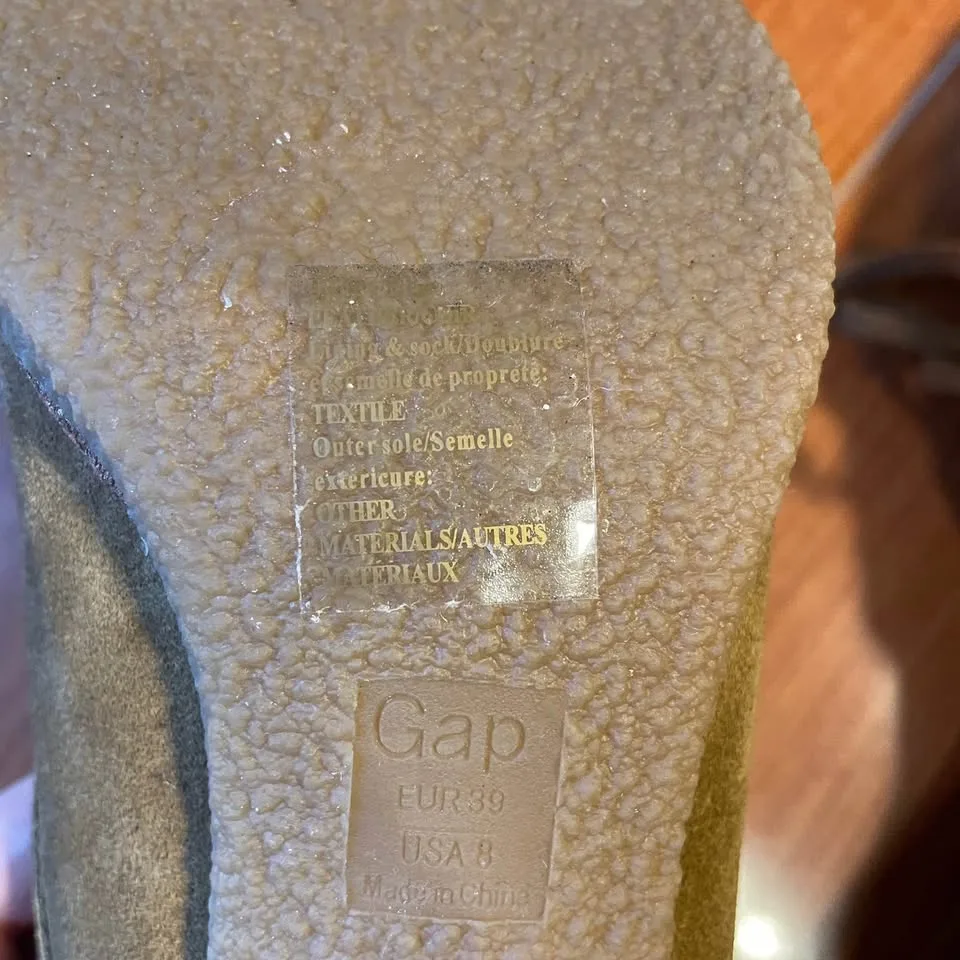 Lining & sock/Doublure
et semelle de propreté:
TEXTILE
Outer sole/Semelle
extericure:
OTHER
MATERIALS/AUTRES
MATÉRIAUX
Gap
EUR 39
USA 8
Made in China